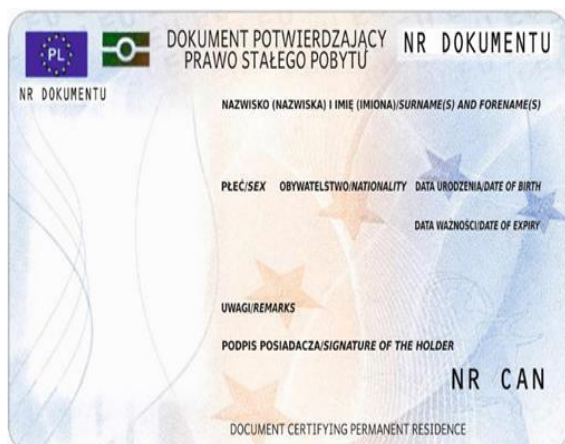 PL
DOKUMENT POTWIERDZAJĄCY
PRAWO STAŁEGO POBYTU
NR DOKUMENTU
NR DOKUMENTU
NAZWISKO (NAZWISKA) I IMIĘ (IMIONA)/SURNAME(S) AND FORENAME(S)
PŁEĆ/SEX OBYWATELSTWO/NATIONALITY DATA URODZENIA/DATE OF BIRTH
DATA WAŻNOŚCI/DATE OF EXPIRY
UWAGI/REMARKS
PODPIS POSIADACZA/SIGNATURE OF THE HOLDER
NR CAN
DOCUMENT CERTIFYING PERMANENT RESIDENCE